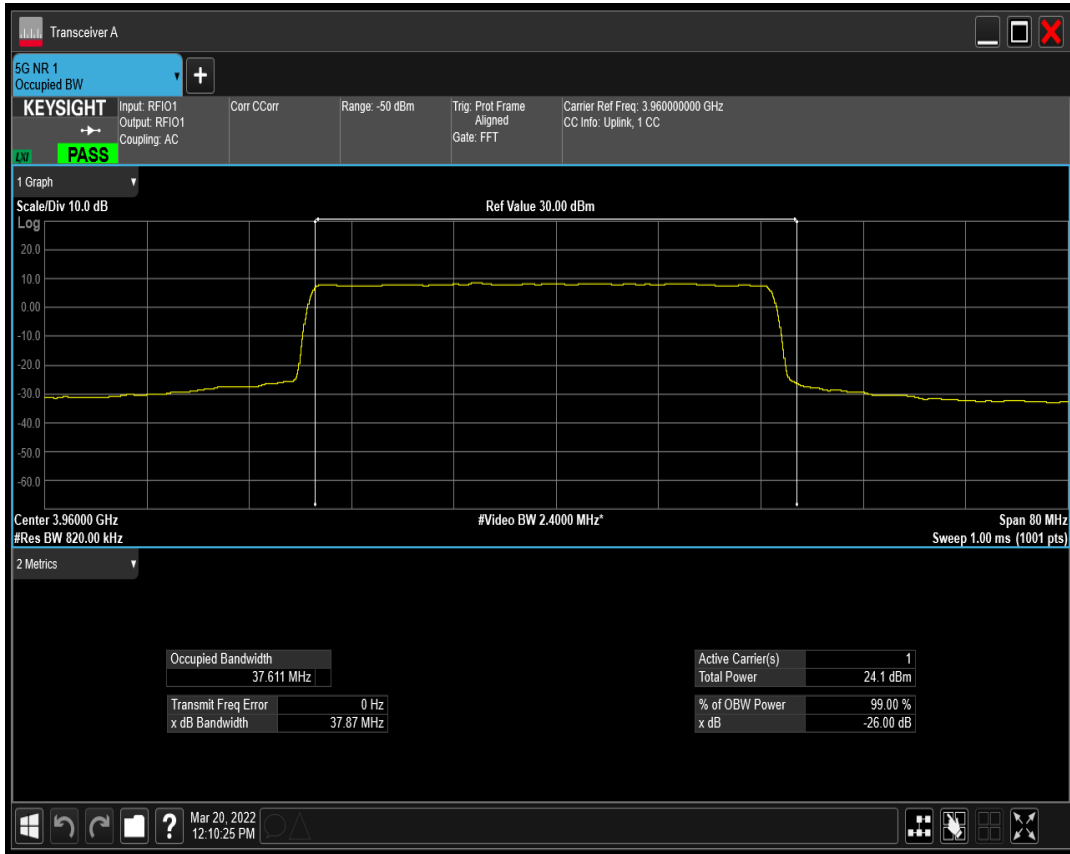 Transceiver A
5G NR 1
Occupied BW
+
KEYSIGHT
LXI
PASS
Input: RFIO1
Output: RFIO1
Coupling: AC
Corr CCorr
Range: -50 dBm
Trig: Prot Frame
Aligned
Gate: FFT
Carrier Ref Freq: 3.960000000 GHz
CC Info: Uplink, 1 CC
1 Graph
Scale/Div 10.0 dB
Ref Value 30.00 dBm
Log
20.0
10.0
0.00
-10.0
-20.0
-30.0
-40.0
-50.0
-60.0
Center 3.96000 GHz
#Video BW 2.4000 MHz*
Span 80 MHz
#Res BW 820.00 kHz
Sweep 1.00 ms (1001 pts)
2 Metrics
Occupied Bandwidth
37.611 MHz
Transmit Freq Error 0 Hz
x dB Bandwidth 37.87 MHz
Active Carrier(s) 1
Total Power 24.1 dBm
% of OBW Power 99.00 %
x dB -26.00 dB
?
Mar 20, 2022
12:10:25 PM